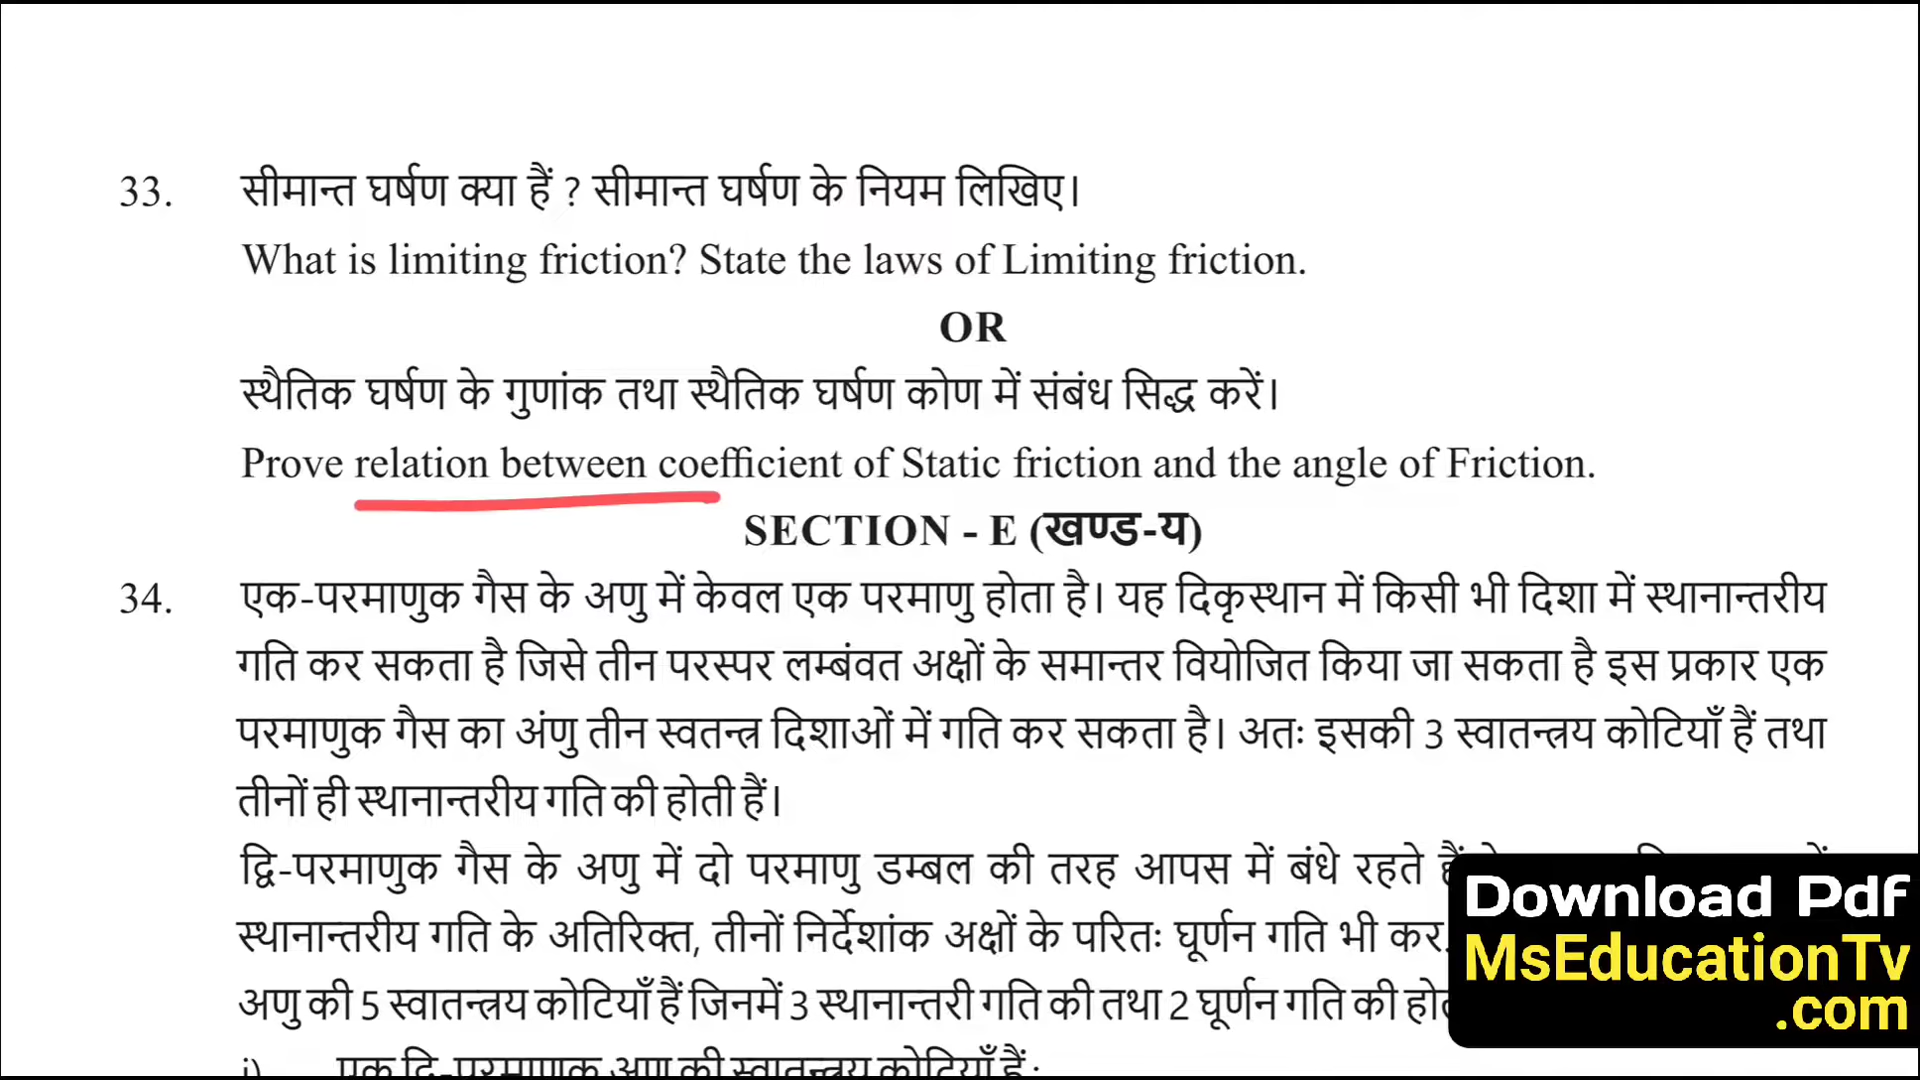 33. सीमान्त घर्षण क्या हैं ? सीमान्त घर्षण के नियम लिखिए।
What is limiting friction? State the laws of Limiting friction.
OR
स्थैतिक घर्षण के गुणांक तथा स्थैतिक घर्षण कोण में संबंध सिद्ध करें।
Prove relation between coefficient of Static friction and the angle of Friction.
SECTION - E (खण्ड-य)
34. एक-परमाणुक गैस के अणु में केवल एक परमाणु होता है। यह दिकृस्थान में किसी भी दिशा में स्थानान्तरीय
गति कर सकता है जिसे तीन परस्पर लम्बंवत अक्षों के समान्तर वियोजित किया जा सकता है इस प्रकार एक
परमाणुक गैस का अंणु तीन स्वतन्त्र दिशाओं में गति कर सकता है। अतः इसकी 3 स्वातन्त्रय कोटियाँ हैं तथा
तीनों ही स्थानान्तरीय गति की होती हैं।
द्वि-परमाणुक गैस के अणु में दो परमाणु डम्बल की तरह आपस में बंधे रहते
स्थानान्तरीय गति के अतिरिक्त, तीनों निर्देशांक अक्षों के परितः घूर्णन गति भी कर
अणु की 5 स्वातन्त्रय कोटियाँ हैं जिनमें 3 स्थानान्तरी गति की तथा 2 घूर्णन गति की
i) एक द्वि-परमाणुक अणु की स्वातन्त्रय कोटियाँ हैं :
Download Pdf
MsEducationTv
.com